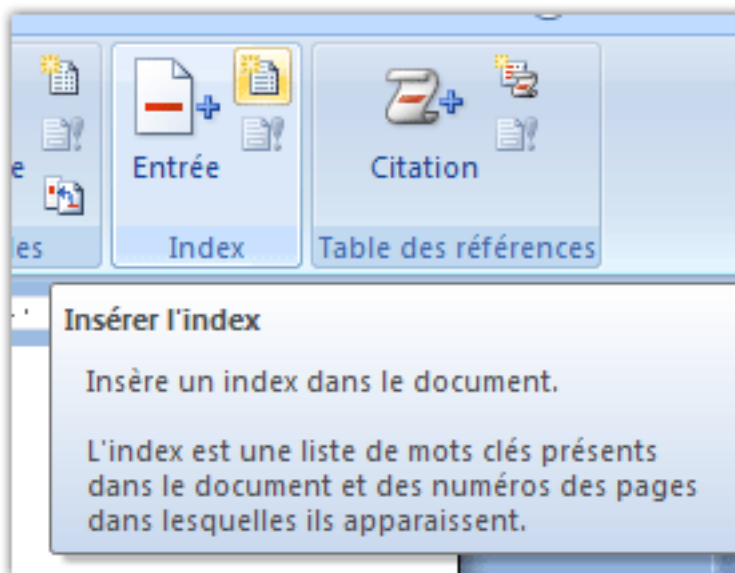 e
Entrée
Citation
les
Index
Table des références
Insérer l'index
Insère un index dans le document.
L'index est une liste de mots clés présents
dans le document et des numéros des pages
dans lesquelles ils apparaissent.